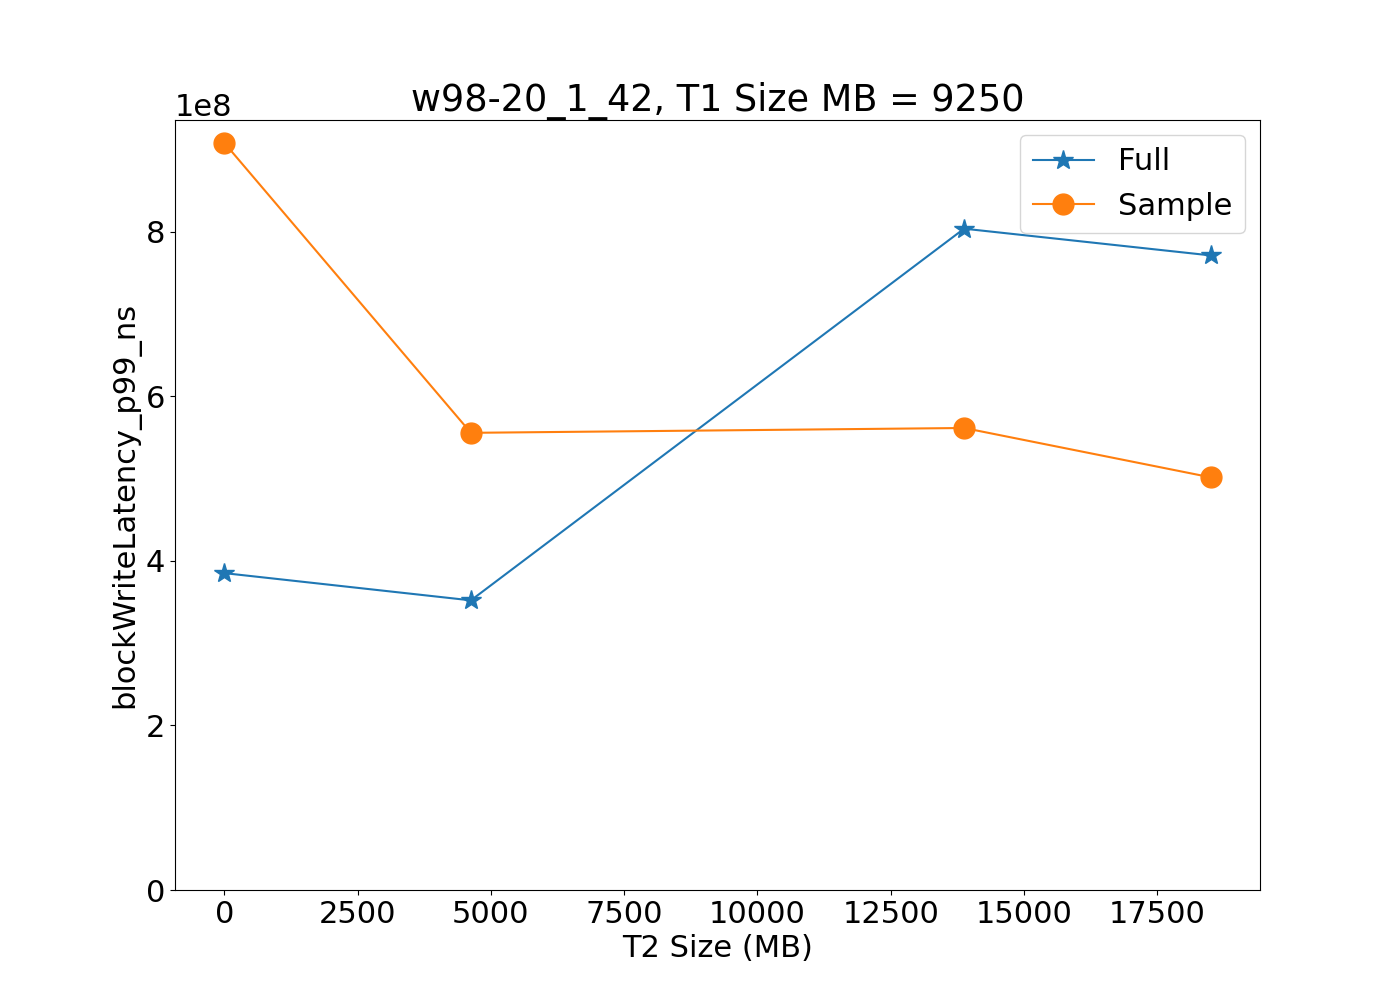 w98-20_1_42, T1 Size MB = 9250
1e8
Full
Sample
8
6
4
2
0
blockWriteLatency_p99_ns
0 2500 5000 7500 10000 12500 15000 17500
T2 Size (MB)